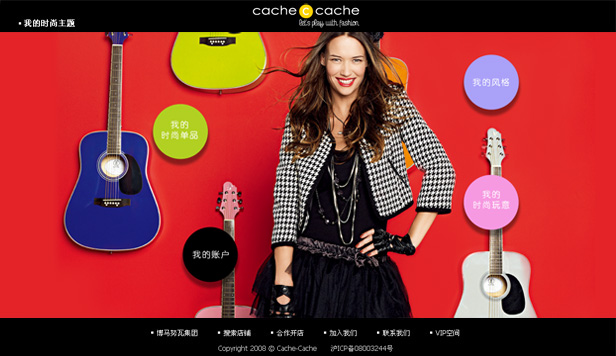 cache c cache
let's play with fashion
▪ 我的时尚主题
我的风格
我的
时尚单品
我的
时尚玩意
我的账户
▪ 博马努瓦集团 ▪ 搜索店铺 ▪ 合作开店 ▪ 加入我们 ▪ 联系我们 ▪ VIP空间
Copyright 2008 @ Cache-Cache 沪ICP备08003244号